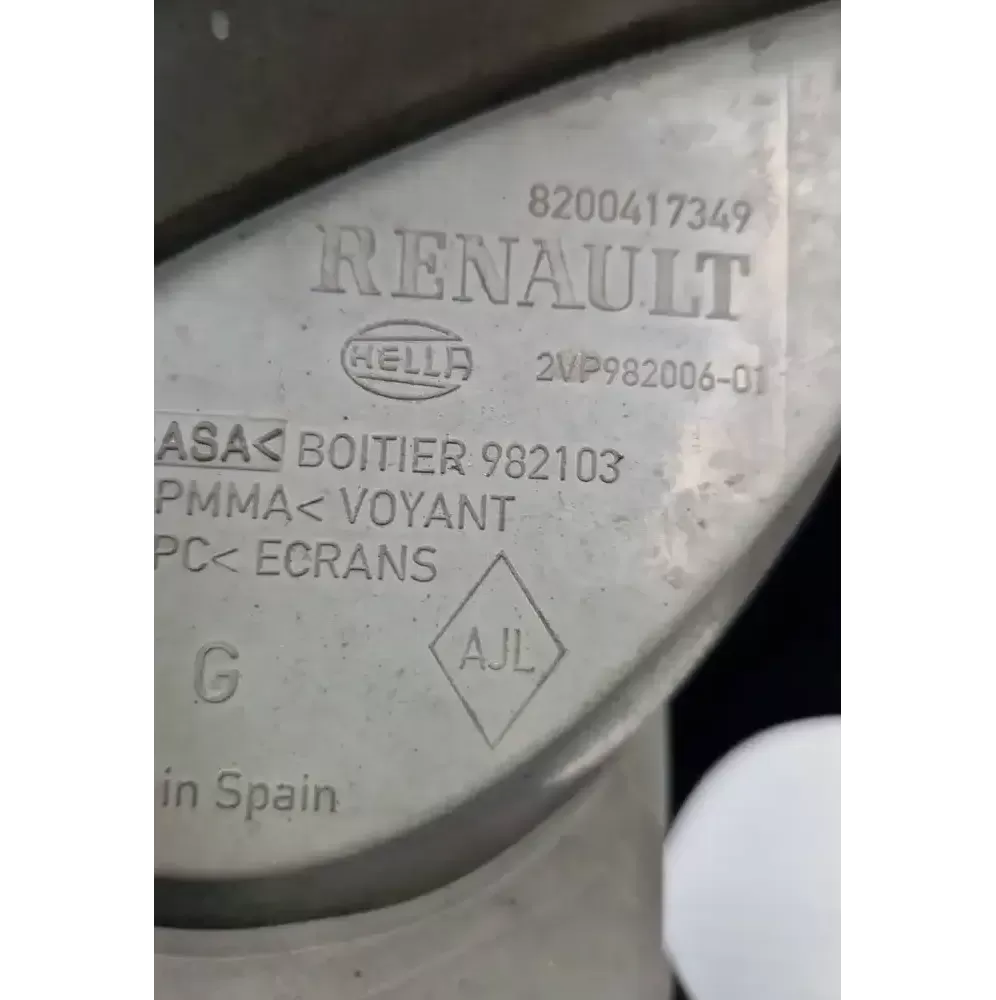 8200417349
RENAULT
HELLA
2VP982006-01
ASA< BOITIER 982103
PMMA< VOYANT
PC< ECRANS
AJL
G
in Spain